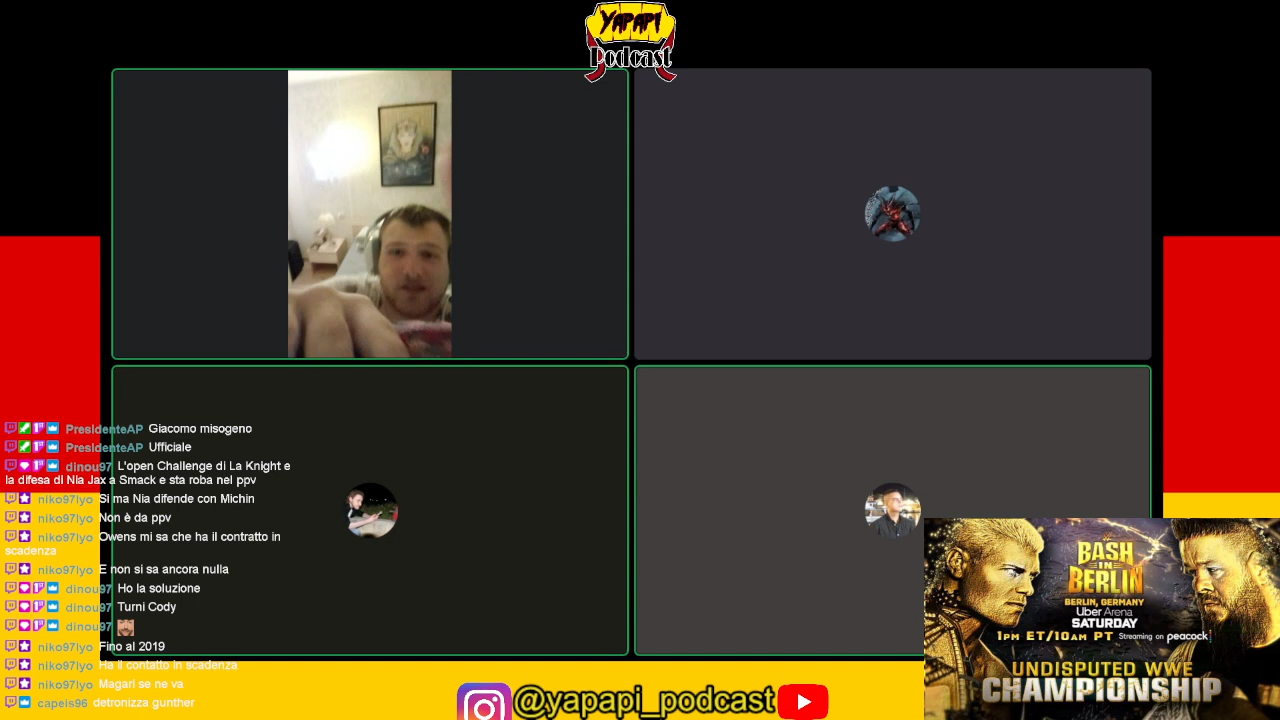 YAPAPI
Podcast
PresidenteAP Giacomo misogeno
PresidenteAP Ufficiale
dinou97 L'open Challenge di La Knight e
la difesa di Nia Jax a Smack e sta roba nel ppv
niko97lyo Si ma Nia difende con Michin
niko97lyo Non è da ppv
niko97lyo Owens mi sa che ha il contratto in
scadenza
niko97lyo E non si sa ancora nulla
dinou97 Ho la soluzione
dinou97 Turni Cody
dinou97
niko97lyo Fino al 2019
niko97lyo Ha il contatto in scadenza
niko97lyo Magari se ne va
capeis96 detronizza gunther
BASH
IN
BERLIN
BERLIN, GERMANY
Uber Arena
SATURDAY
1PM ET/10AM PT Streaming on peacock
UNDISPUTED WWE
CHAMPIONSHIP
@yapapi_podcast